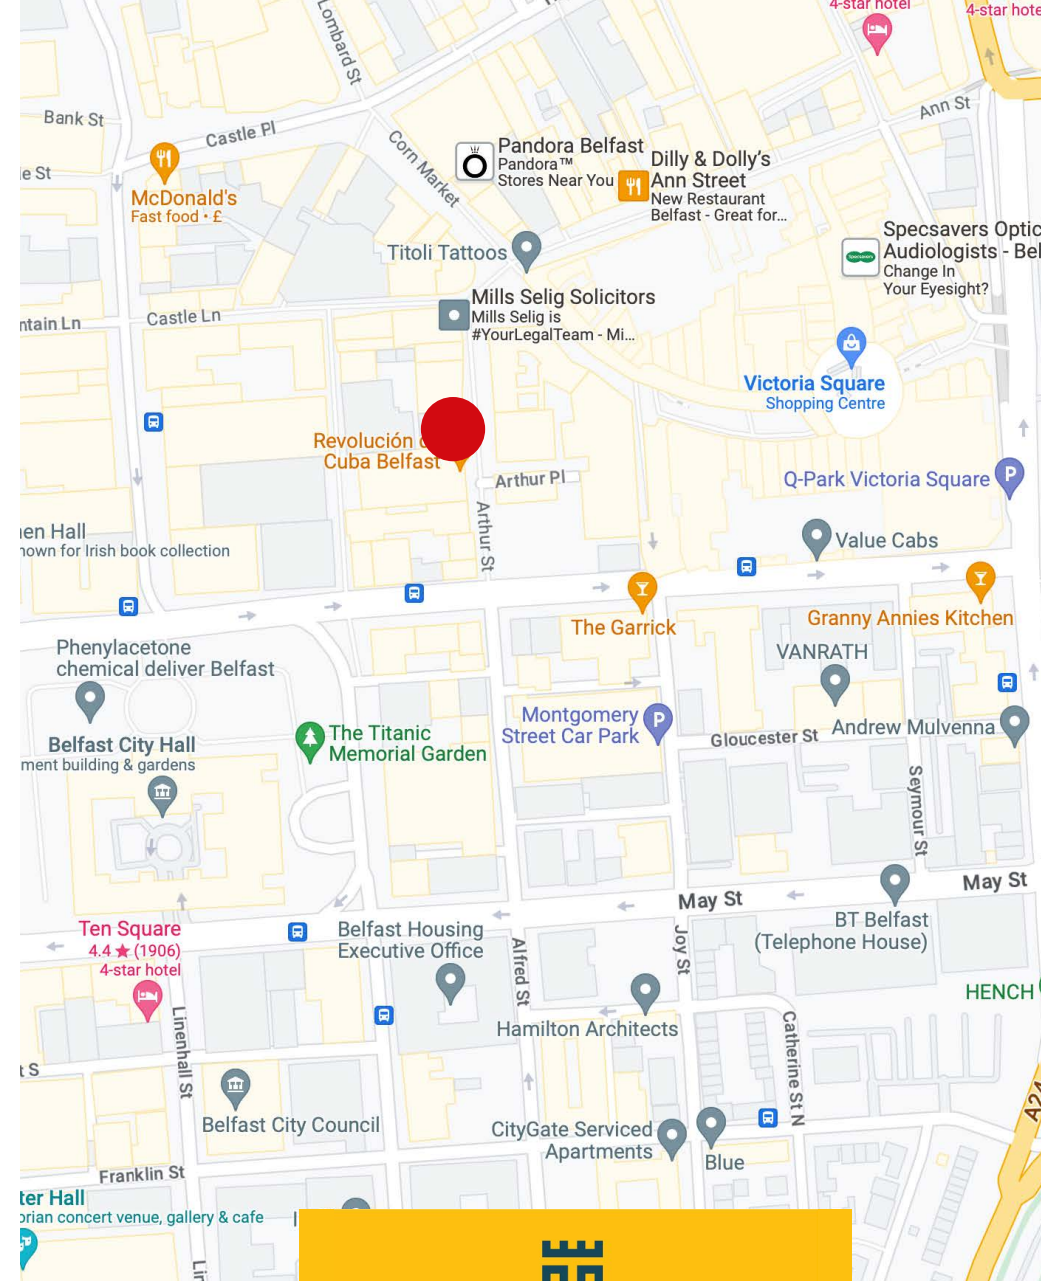 4-star hotel
4-star hote
Lombard St
Bank St
Castle Pl
Ann St
Corn Market
Pandora Belfast
Pandora™
Stores Near You
Dilly & Dolly's
Ann Street
New Restaurant
Belfast - Great for...
le St
McDonald's
Fast food • £
Titoli Tattoos
Specsavers Optic
Audiologists - Bel
Change In
Your Eyesight?
Specsavers
Mills Selig Solicitors
Mills Selig is
#YourLegalTeam - Mi...
ntain Ln
Castle Ln
Victoria Square
Shopping Centre
Revolución
Cuba Belfast
Arthur Pl
Q-Park Victoria Square
P
Arthur St
en Hall
nown for Irish book collection
Value Cabs
The Garrick
Granny Annies Kitchen
Phenylacetone
chemical deliver Belfast
VANRATH
Montgomery
Street Car Park
P
Gloucester St
Andrew Mulvenna
The Titanic
Memorial Garden
Belfast City Hall
ment building & gardens
Seymour St
May St
May St
Ten Square
4.4 ★ (1906)
4-star hotel
Belfast Housing
Executive Office
Alfred St
Joy St
BT Belfast
(Telephone House)
HENCH
Hamilton Architects
Linenhall St
Catherine St N
t S
Belfast City Council
A24
CityGate Serviced
Apartments
Blue
Franklin St
ter Hall
orian concert venue, gallery & cafe
Lin